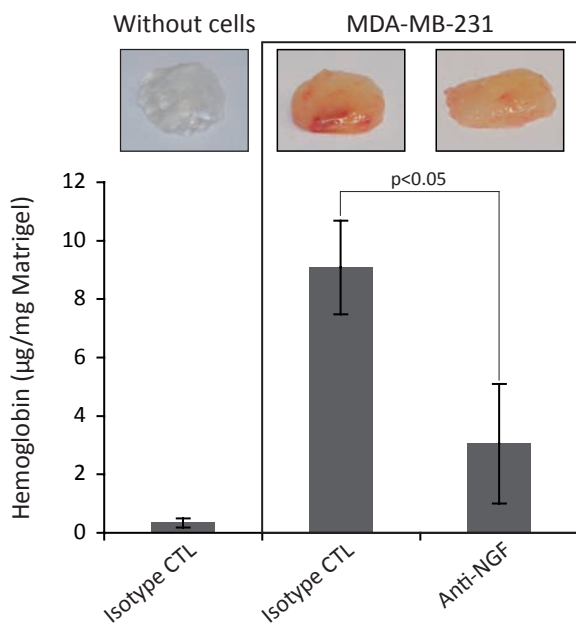 Without cells
MDA-MB-231
p<0.05
Hemoglobin (µg/mg Matrigel)
12
10
8
6
4
2
0
Isotype CTL
Isotype CTL
Anti-NGF